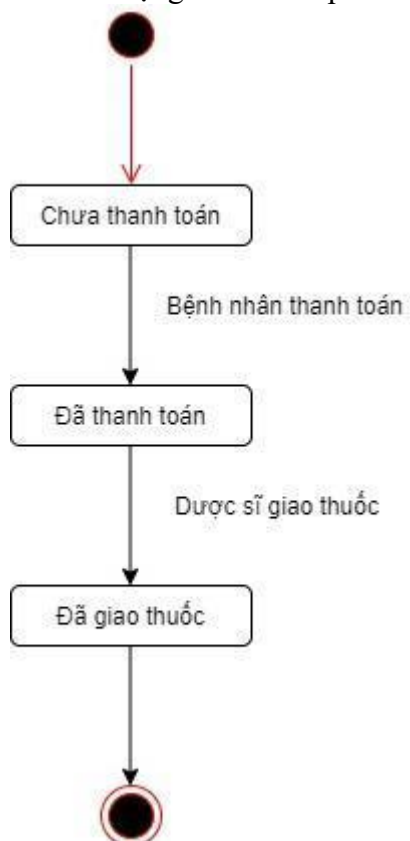 Chưa thanh toán
Bệnh nhân thanh toán
Đã thanh toán
Dược sĩ giao thuốc
Đã giao thuốc